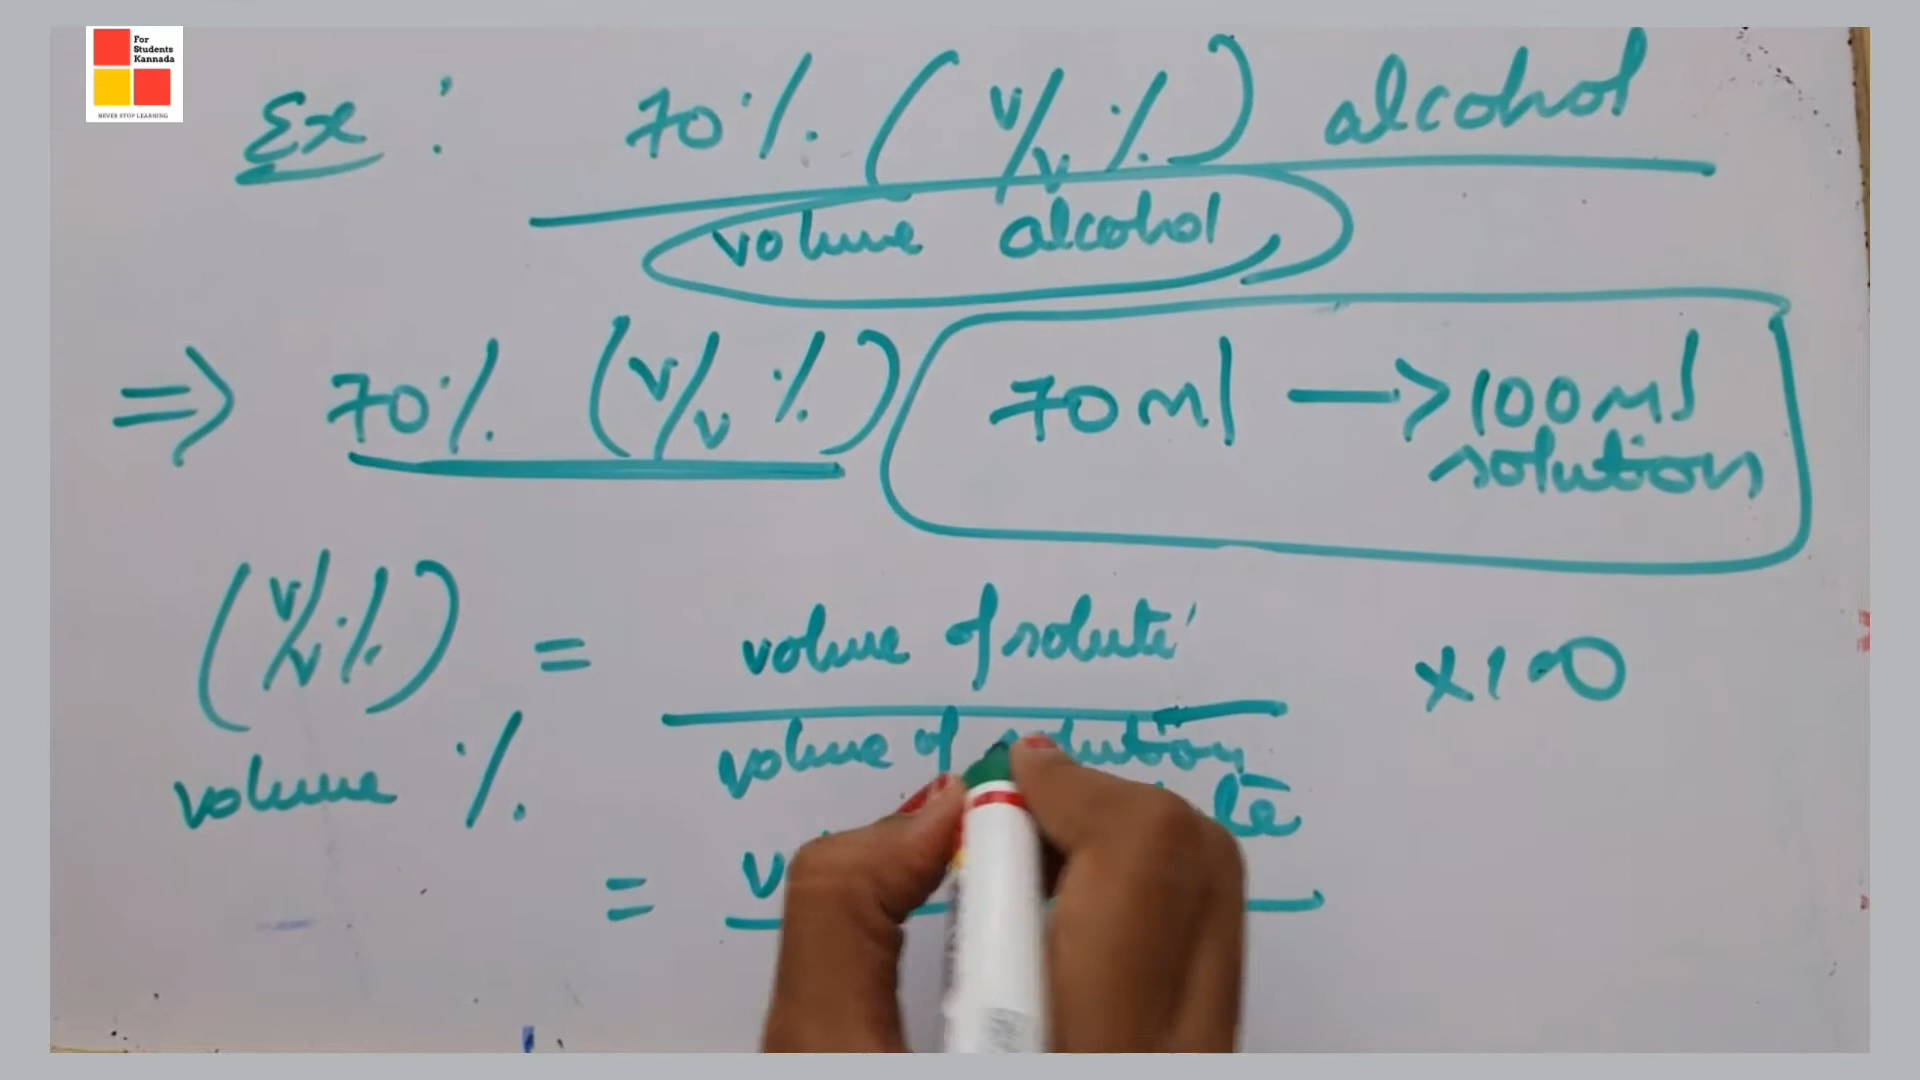 For
Students
Kannada
NEVER STOP LEARNING
Ex : 70% (v/v %) alcohol
volume alcohol
=> 70% (v/v %) 70 ml —> 100 ml
solution
(v/v %) = volume of solute x100
volume % volume of solution
=